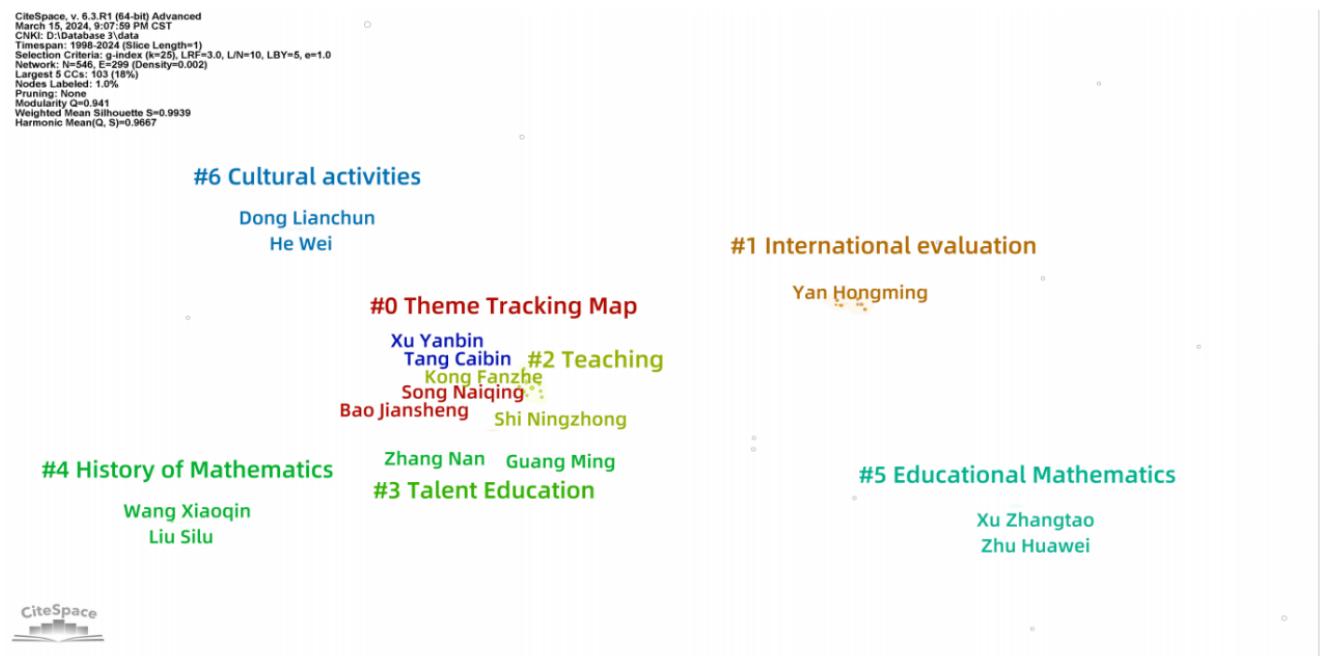 CiteSpace, v. 6.3.R1 (64-bit) Advanced
March 15, 2024, 9:07:59 PM CST
CNKI: D:\Database 3\data
Timespan: 1998-2024 (Slice Length=1)
Selection Criteria: g-index (k=25), LRF=3.0, L/N=10, LBY=5, e=1.0
Network: N=546, E=299 (Density=0.002)
Largest 5 CCs: 103 (18%)
Nodes Labeled: 1.0%
Pruning: None
Modularity Q=0.941
Weighted Mean Silhouette S=0.9939
Harmonic Mean(Q, S)=0.9667
#6 Cultural activities
Dong Lianchun
He Wei
#1 International evaluation
Yan Hongming
#0 Theme Tracking Map
Xu Yanbin
Tang Caibin
#2 Teaching
Kong Fanzhe
Song Naiqing
Bao Jiansheng
Shi Ningzhong
Zhang Nan
Guang Ming
#3 Talent Education
#4 History of Mathematics
Wang Xiaoqin
Liu Silu
#5 Educational Mathematics
Xu Zhangtao
Zhu Huawei
CiteSpace